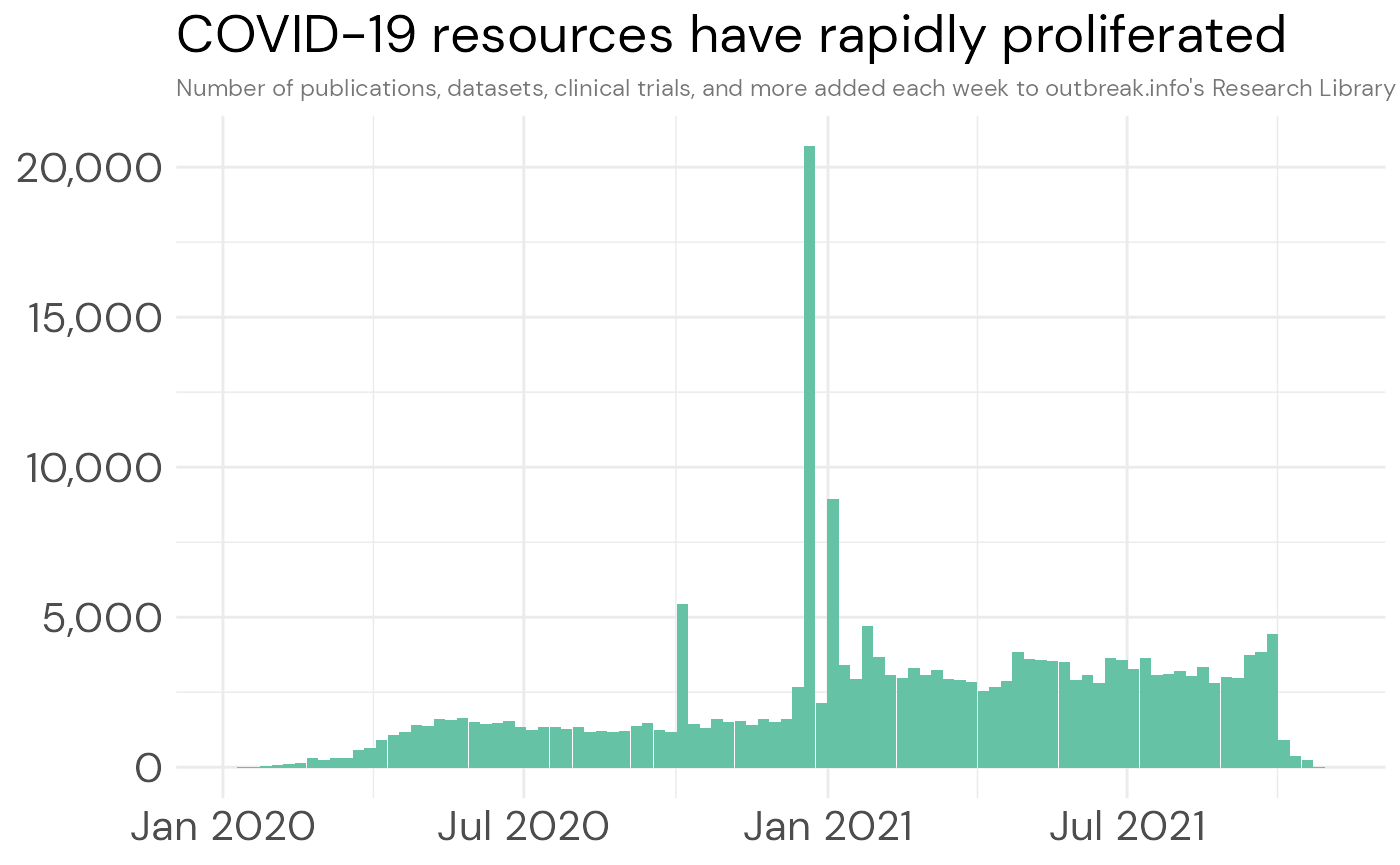 COVID-19 resources have rapidly proliferated
Number of publications, datasets, clinical trials, and more added each week to outbreak.info's Research Library
20,000
15,000
10,000
5,000
0
Jan 2020 Jul 2020 Jan 2021 Jul 2021